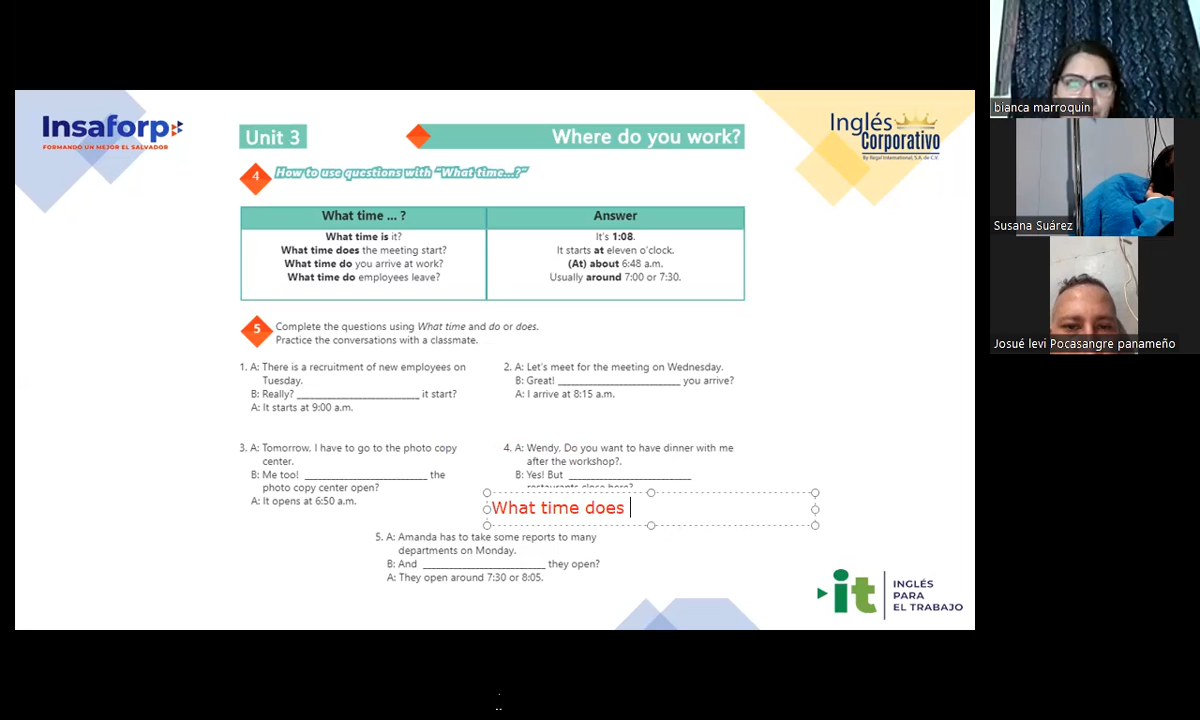 Insaforp
FORMANDO UN MEJOR EL SALVADOR
Unit 3
Where do you work?
Inglés
Corporativo
By Regal International, S.A. de C.V.
4
How to use questions with "What time...?"
What time ... ?
Answer
What time is it?
It's 1:08.
What time does the meeting start?
It starts at eleven o'clock.
What time do you arrive at work?
(At) about 6:48 a.m.
What time do employees leave?
Usually around 7:00 or 7:30.
5
Complete the questions using What time and do or does.
Practice the conversations with a classmate.
1. A: There is a recruitment of new employees on
Tuesday.
B: Really? ________________________ it start?
A: It starts at 9:00 a.m.
2. A: Let's meet for the meeting on Wednesday.
B: Great! ________________________ you arrive?
A: I arrive at 8:15 a.m.
3. A: Tomorrow, I have to go to the photo copy
center.
B: Me too! ________________________ the
photo copy center open?
A: It opens at 6:50 a.m.
4. A: Wendy, Do you want to have dinner with me
after the workshop?.
B: Yes! But ________________________
restaurants close here?
What time does
5. A: Amanda has to take some reports to many
departments on Monday.
B: And ________________________ they open?
A: They open around 7:30 or 8:05.
it
INGLÉS
PARA
EL TRABAJO
bianca marroquin
Susana Suárez
Josué levi Pocasangre panameño